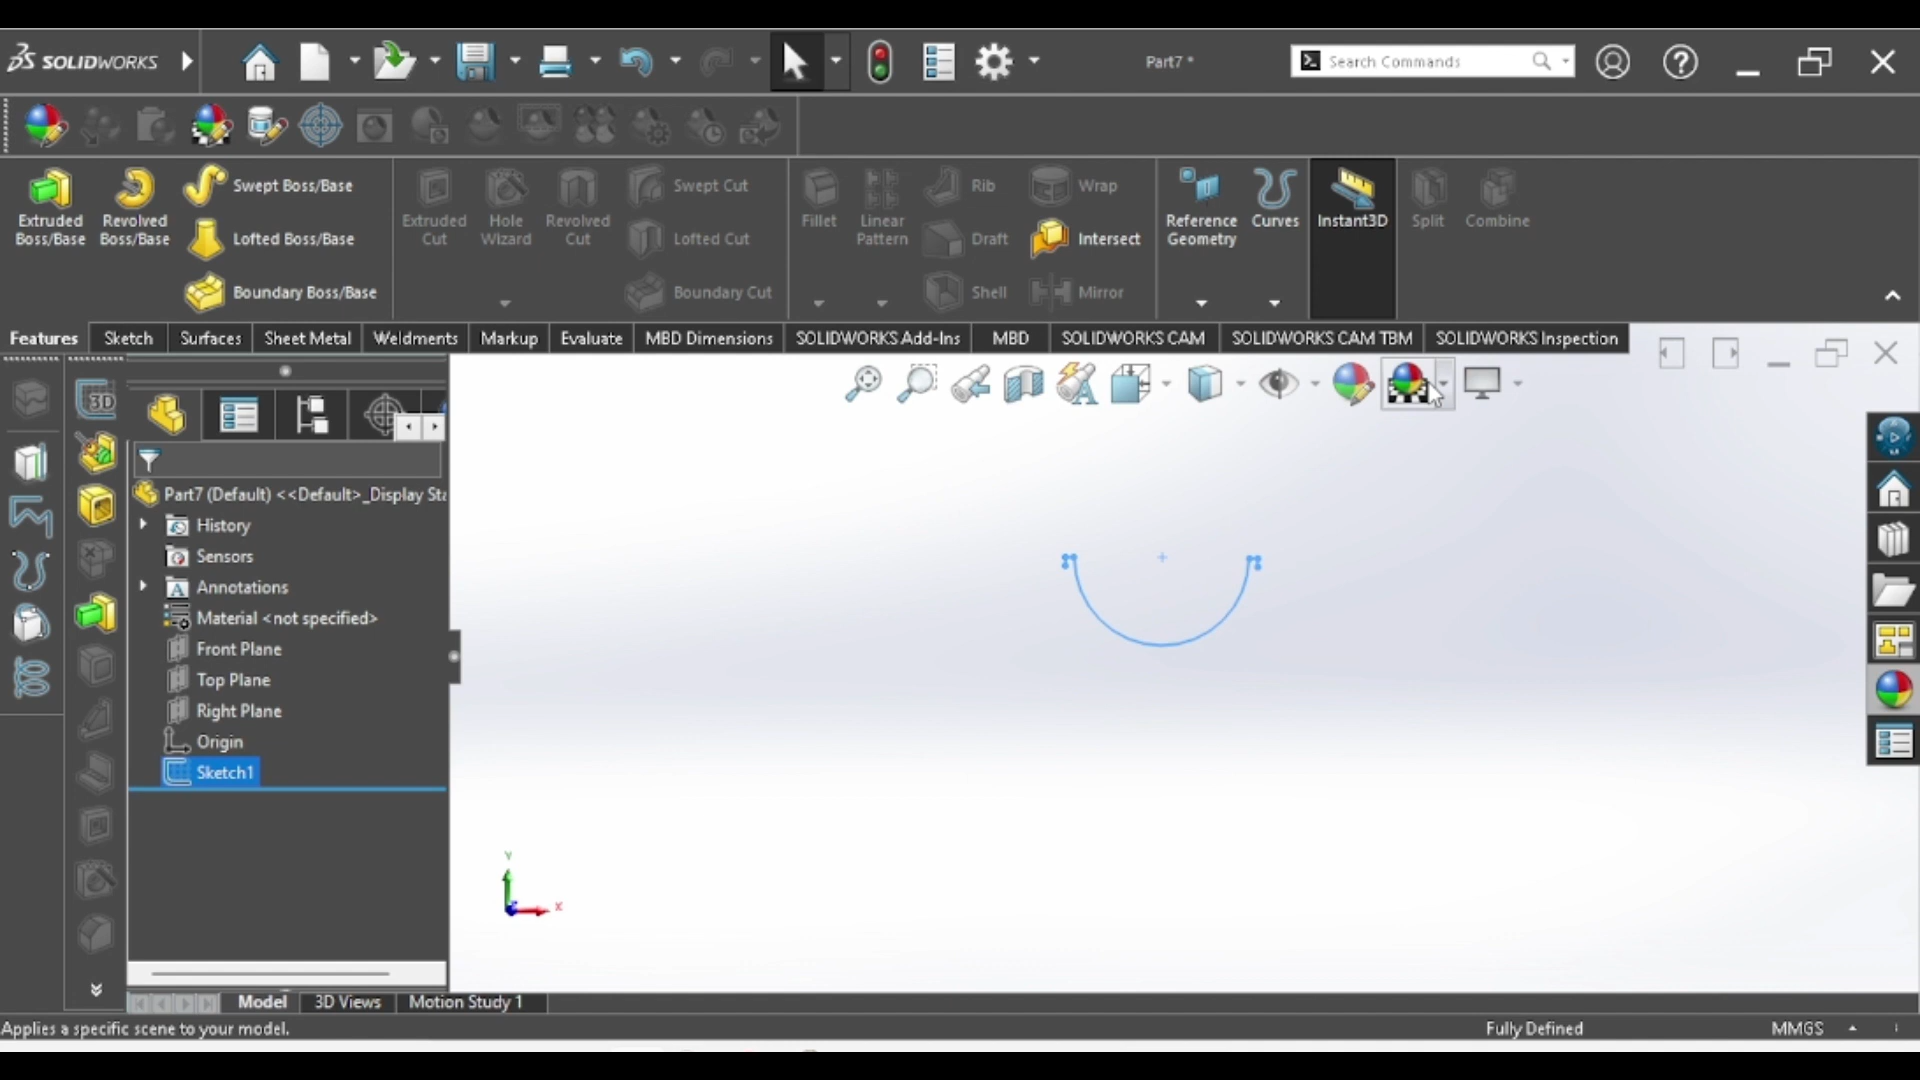 SOLIDWORKS
Part7 *
Search Commands
Extruded Boss/Base
Revolved Boss/Base
Swept Boss/Base
Lofted Boss/Base
Boundary Boss/Base
Extruded Cut
Hole Wizard
Revolved Cut
Swept Cut
Lofted Cut
Boundary Cut
Fillet
Linear Pattern
Rib
Draft
Shell
Wrap
Intersect
Mirror
Reference Geometry
Curves
Instant3D
Split
Combine
Features
Sketch
Surfaces
Sheet Metal
Weldments
Markup
Evaluate
MBD Dimensions
SOLIDWORKS Add-Ins
MBD
SOLIDWORKS CAM
SOLIDWORKS CAM TBM
SOLIDWORKS Inspection
3D
Part7 (Default) <<Default>_Display Sta
History
Sensors
Annotations
Material <not specified>
Front Plane
Top Plane
Right Plane
Origin
Sketch1
Y
X
Model
3D Views
Motion Study 1
Applies a specific scene to your model.
Fully Defined
MMGS